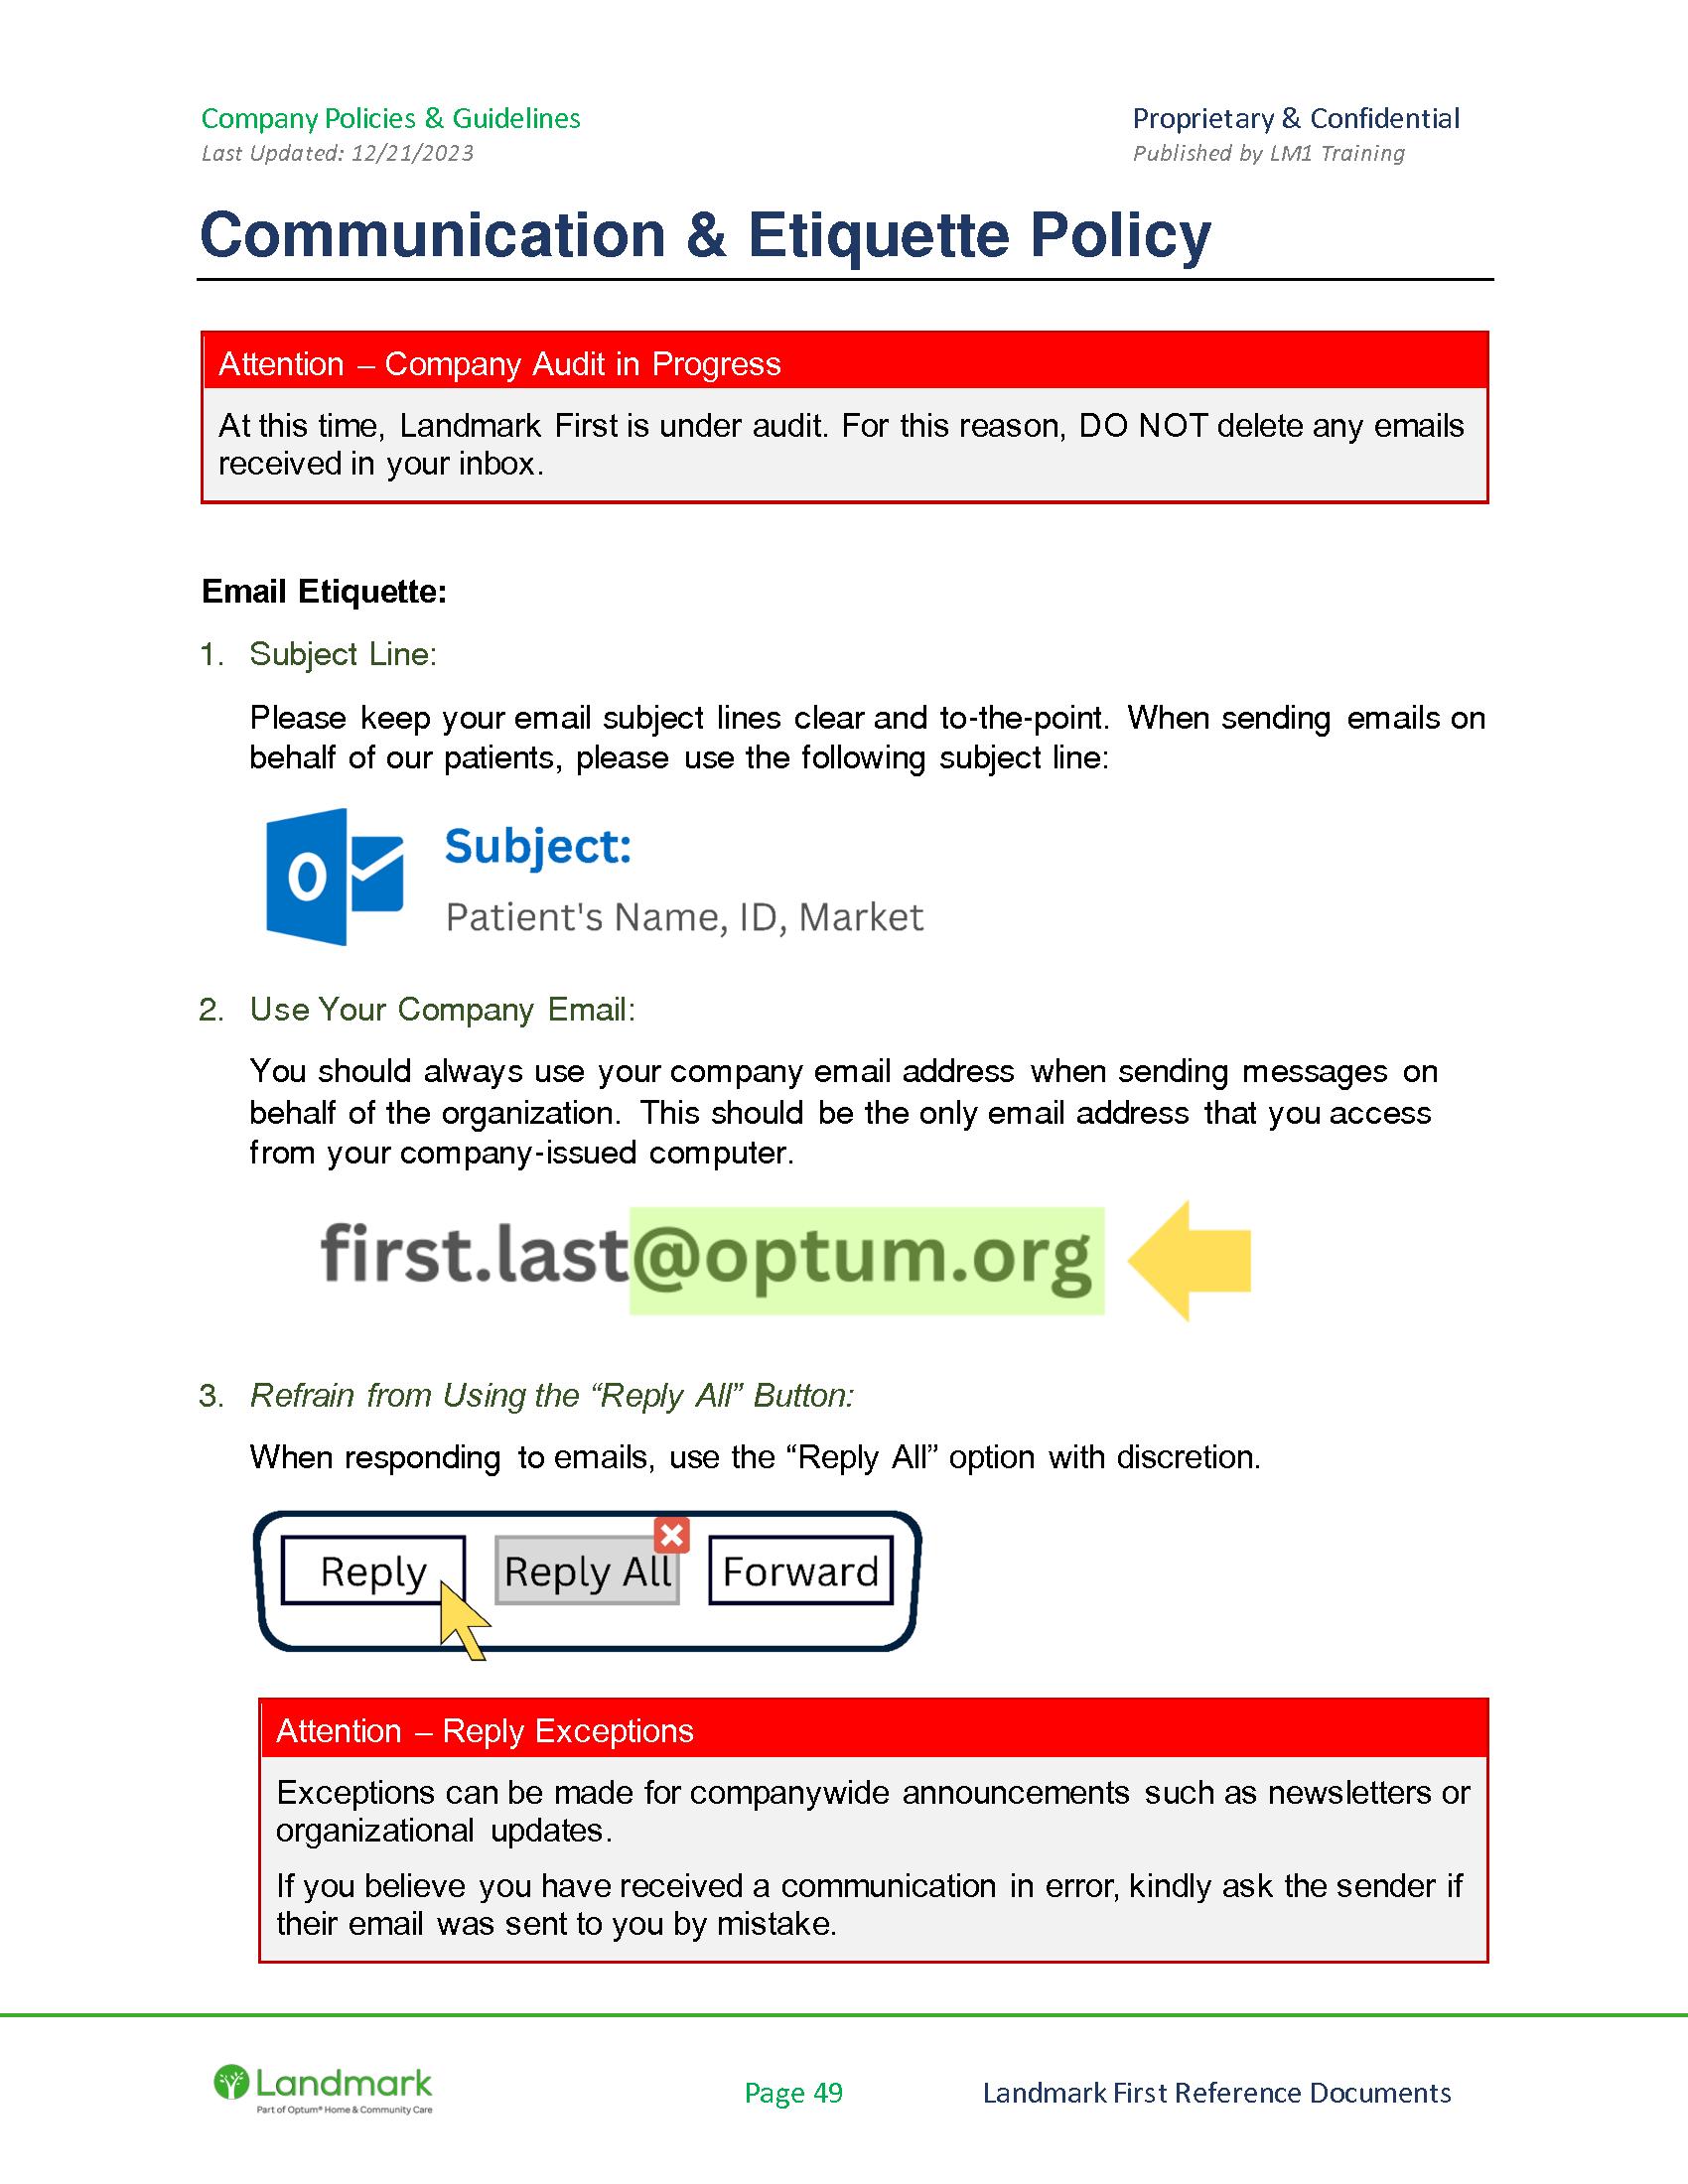 Company Policies & Guidelines
Proprietary & Confidential
Last Updated: 12/21/2023
Published by LM1 Training
Communication & Etiquette Policy
Attention – Company Audit in Progress
At this time, Landmark First is under audit. For this reason, DO NOT delete any emails
received in your inbox.
Email Etiquette:
1. Subject Line:
Please keep your email subject lines clear and to-the-point. When sending emails on
behalf of our patients, please use the following subject line:
Subject:
Patient's Name, ID, Market
2. Use Your Company Email:
You should always use your company email address when sending messages on
behalf of the organization. This should be the only email address that you access
from your company-issued computer.
first.last@optum.org
3. Refrain from Using the “Reply All” Button:
When responding to emails, use the “Reply All” option with discretion.
Reply Reply All Forward
Attention – Reply Exceptions
Exceptions can be made for companywide announcements such as newsletters or
organizational updates.
If you believe you have received a communication in error, kindly ask the sender if
their email was sent to you by mistake.
Landmark
Part of Optum® Home & Community Care
Page 49
Landmark First Reference Documents